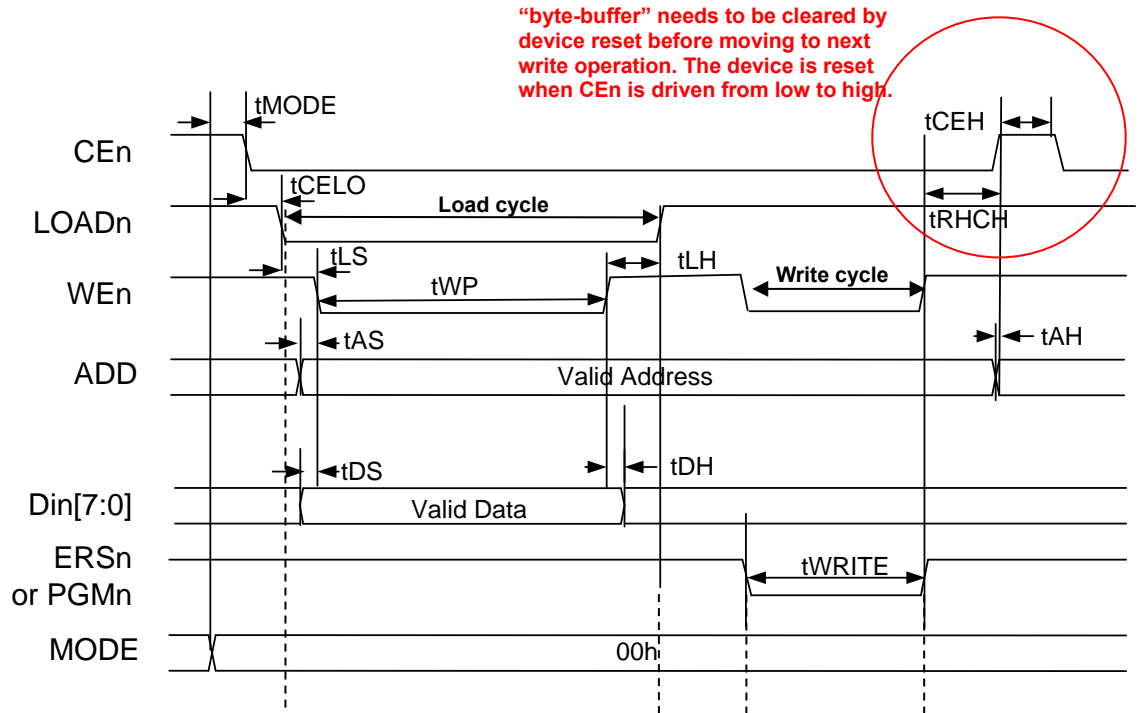 “byte-buffer” needs to be cleared by
device reset before moving to next
write operation. The device is reset
when CEn is driven from low to high.
tMODE
tCEH
CEn
tCELO
Load cycle
LOADn
tRHCH
tLS
tLH
WEn
tWP
Write cycle
tAS
tAH
ADD
Valid Address
tDS
tDH
Din[7:0]
Valid Data
ERSn
or PGMn
tWRITE
MODE
00h